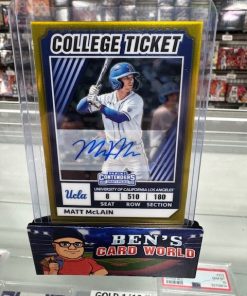 COLLEGE TICKET
CONTENDERS
Ucla
UNIVERSITY OF CALIFORNIA LOS ANGELES
8 510 180
SEAT ROW SECTION
MATT McLAIN
BEN'S
CARD WORLD